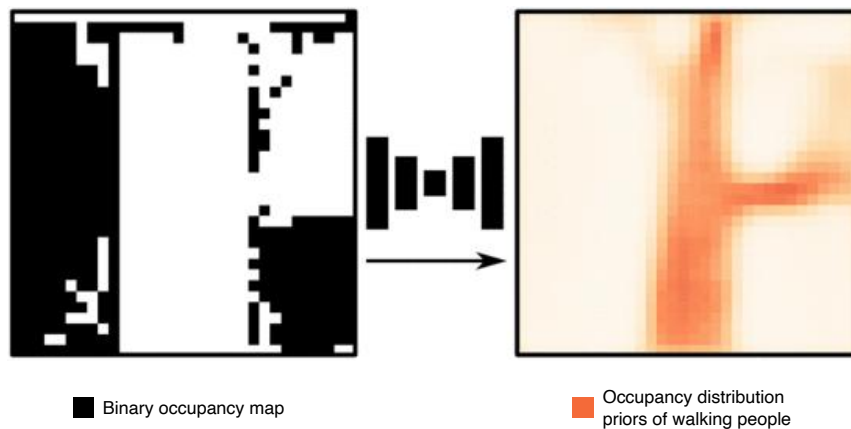 Binary occupancy map
Occupancy distribution
priors of walking people